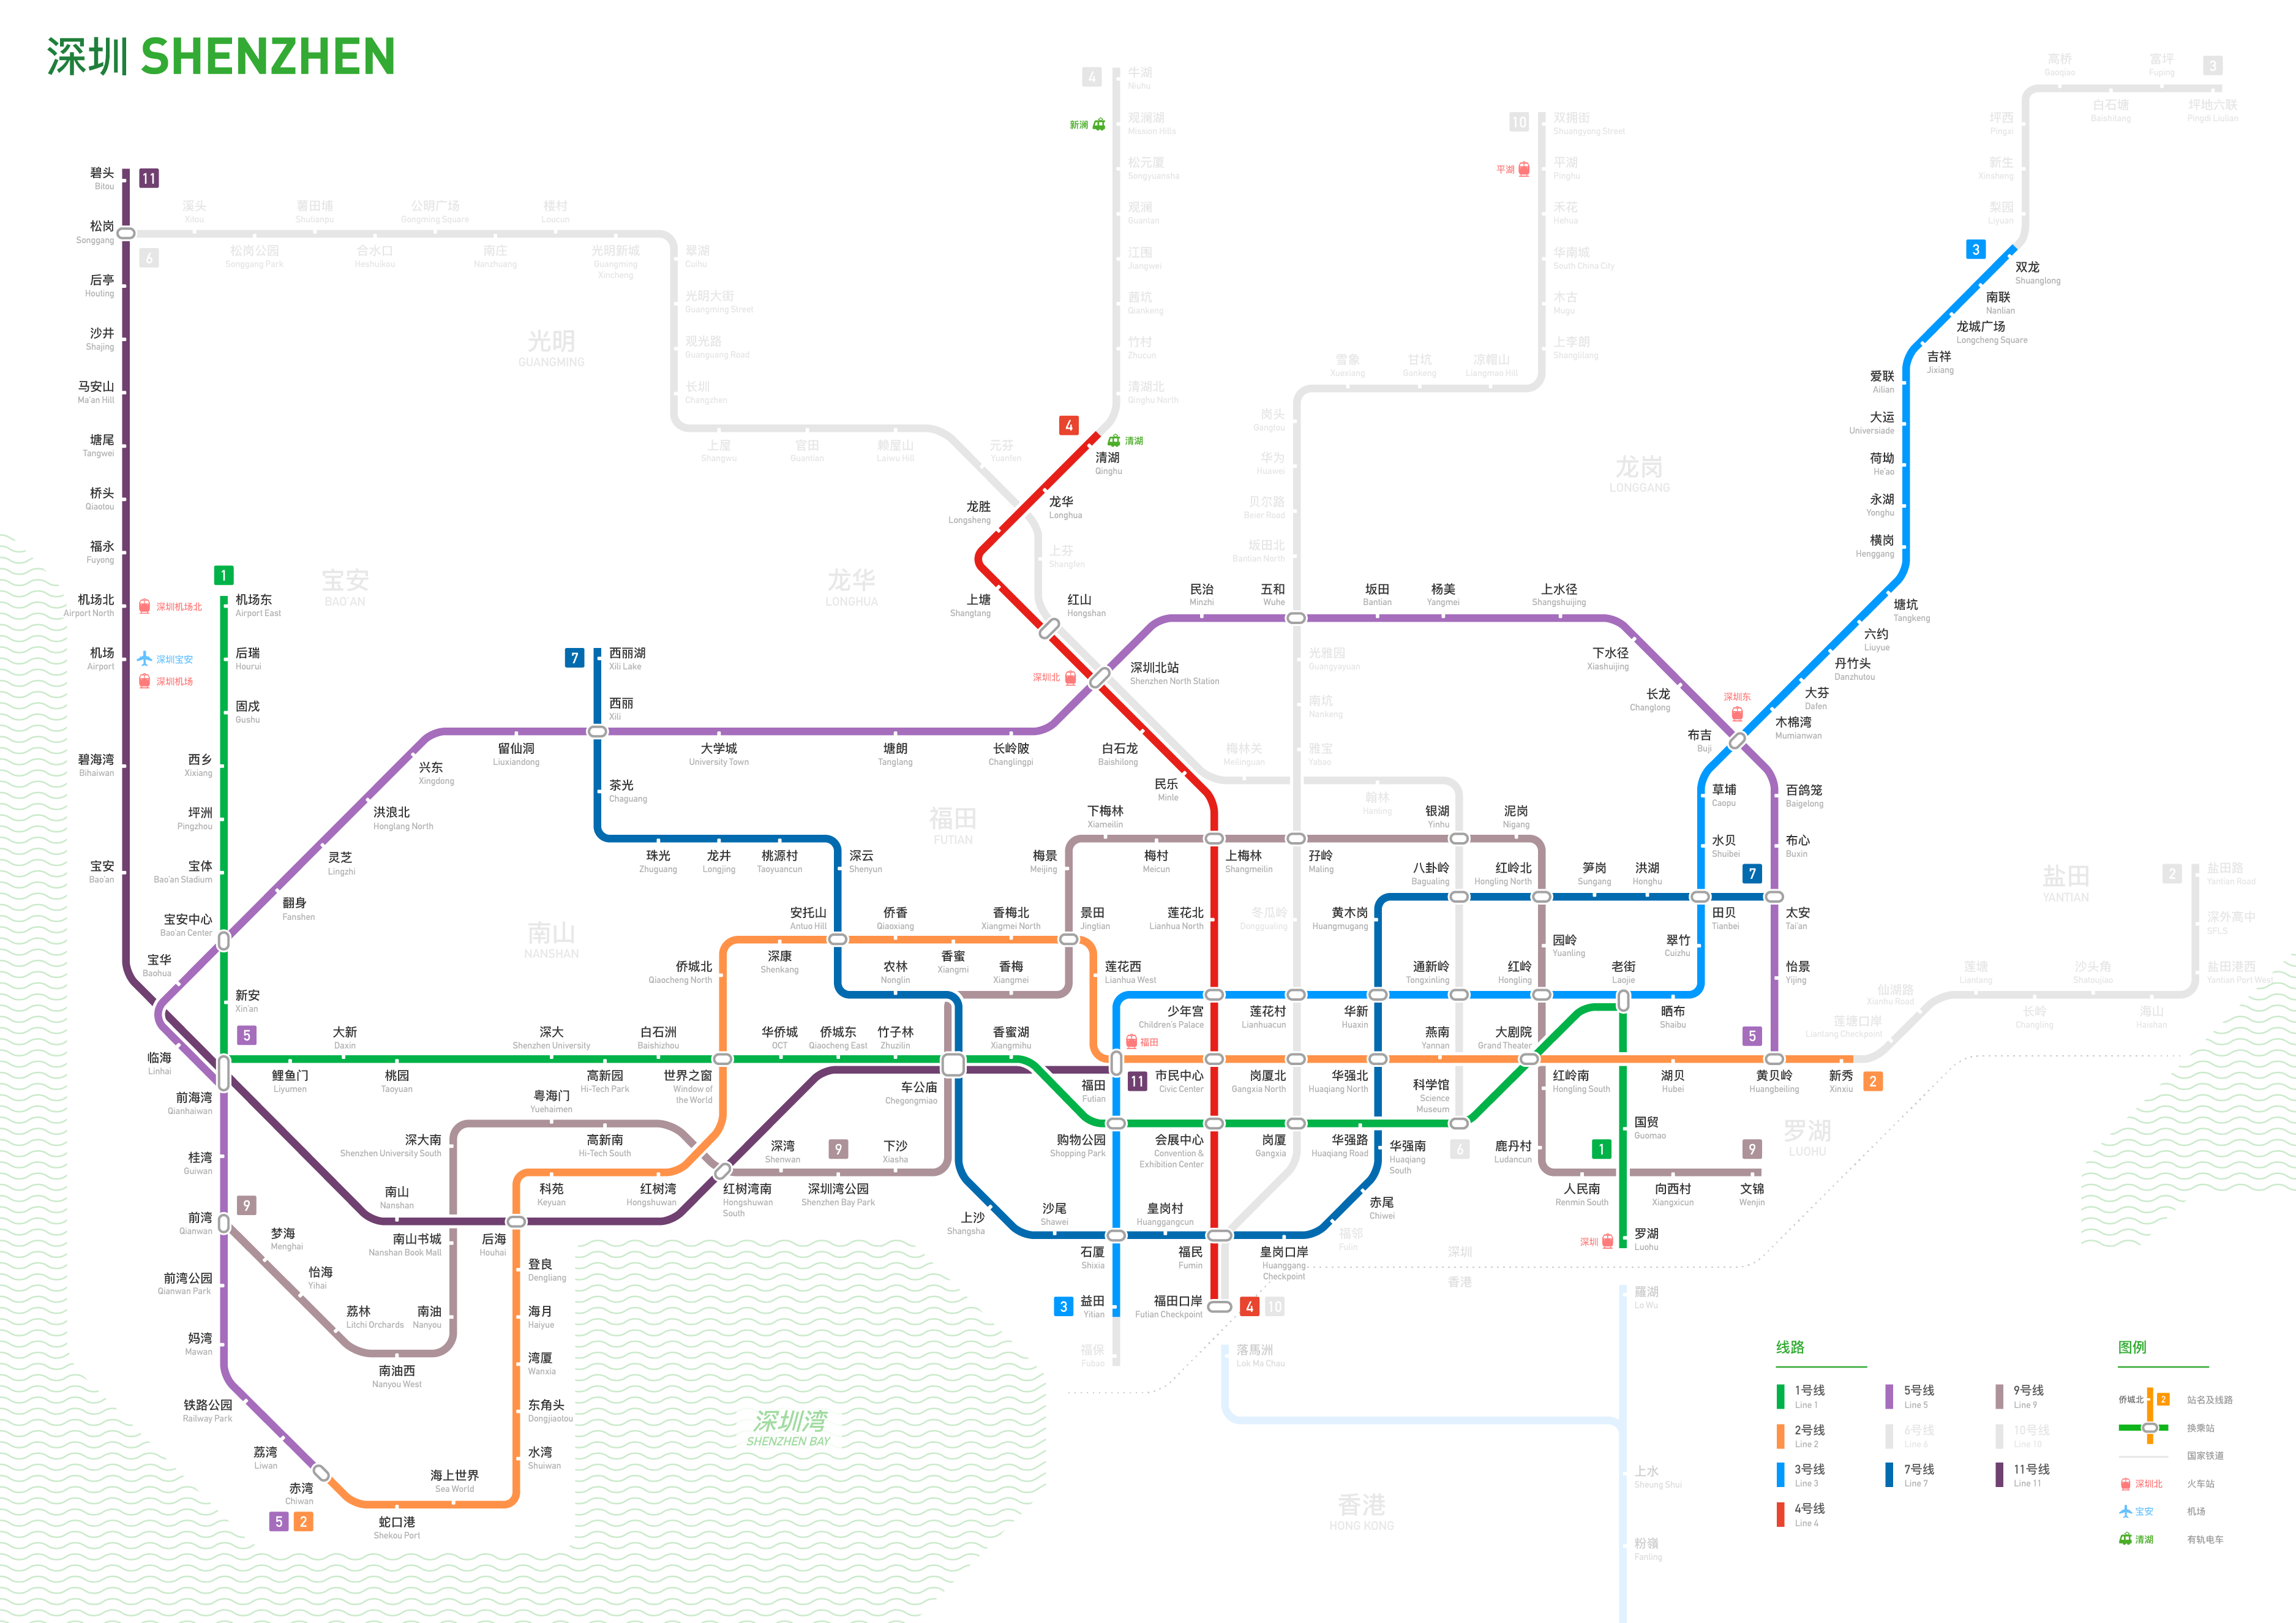 深圳 SHENZHEN
4
牛湖
Niuhu
新澜
观澜湖
Mission Hills
松元厦
Songyuansha
观澜
Guanlan
江围
Jiangwei
茜坑
Qiankeng
竹村
Zhucun
清湖北
Qinghu North
10
双拥街
Shuangyong Street
平湖
平湖
Pinghu
禾花
Hehua
华南城
South China City
木古
Mugu
上李朗
Shanglilang
凉帽山
Liangmao Hill
甘坑
Gankeng
雪象
Xuexiang
岗头
Gangtou
华为
Huawei
贝尔路
Beier Road
坂田北
Bantian North
高桥
Gaoqiao
富坪
Fuping
3
白石塘
Baishitang
坪地六联
Pingdi Liulian
坪西
Pingxi
新生
Xinsheng
梨园
Liyuan
3
双龙
Shuanglong
南联
Nanlian
龙城广场
Longcheng Square
吉祥
Jixiang
爱联
Ailian
大运
Universiade
荷坳
He'ao
永湖
Yonghu
横岗
Henggang
塘坑
Tangkeng
六约
Liuyue
丹竹头
Danzhutou
大芬
Dafen
木棉湾
Mumianwan
深圳东
布吉
Buji
11
碧头
Bitou
松岗
Songgang
6
后亭
Houting
沙井
Shajing
马安山
Ma'an Hill
塘尾
Tangwei
桥头
Qiaotou
福永
Fuyong
机场北
Airport North
深圳机场北
机场
Airport
深圳宝安
深圳机场
碧海湾
Bihaiwan
宝安
Bao'an
溪头
Xitou
薯田埔
Shutianpu
公明广场
Gongming Square
楼村
Loucun
松岗公园
Songgang Park
合水口
Heshuikou
南庄
Nanzhuang
光明新城
Guangming
Xincheng
翠湖
Cuihu
光明大街
Guangming Street
观光路
Guanguang Road
长圳
Changzhen
上屋
Shangwu
官田
Guantian
赖屋山
Laiwu Hill
元芬
Yuanfen
上芬
Shangfen
光明
GUANGMING
宝安
BAO'AN
龙华
LONGHUA
龙岗
LONGGANG
福田
FUTIAN
南山
NANSHAN
盐田
YANTIAN
罗湖
LUOHU
4
清湖
清湖
Qinghu
龙华
Longhua
龙胜
Longsheng
上塘
Shangtang
红山
Hongshan
深圳北
深圳北站
Shenzhen North Station
白石龙
Baishilong
民乐
Minle
民治
Minzhi
五和
Wuhe
坂田
Bantian
杨美
Yangmei
上水径
Shangshuijing
下水径
Xiashuijing
长龙
Changlong
1
机场东
Airport East
后瑞
Hourui
固戍
Gushu
西乡
Xixiang
坪洲
Pingzhou
宝体
Bao'an Stadium
宝安中心
Bao'an Center
宝华
Baohua
新安
Xin'an
5
临海
Linhai
前海湾
Qianhaiwan
翻身
Fanshen
灵芝
Lingzhi
洪浪北
Honglang North
兴东
Xingdong
留仙洞
Liuxiandong
7
西丽湖
Xili Lake
西丽
Xili
大学城
University Town
塘朗
Tanglang
长岭陂
Changlingpi
茶光
Chaguang
珠光
Zhuguang
龙井
Longjing
桃源村
Taoyuancun
深云
Shenyun
安托山
Antuo Hill
光雅园
Guangyayuan
南坑
Nankeng
雅宝
Yabao
梅林关
Meilinguan
翰林
Hanling
下梅林
Xiameilin
梅景
Meijing
梅村
Meicun
上梅林
Shangmeilin
孖岭
Maling
银湖
Yinhu
泥岗
Nigang
八卦岭
Bagualing
红岭北
Hongling North
笋岗
Sungang
洪湖
Honghu
7
草埔
Caopu
水贝
Shuibei
田贝
Tianbei
翠竹
Cuizhu
百鸽笼
Baigelong
布心
Buxin
太安
Tai'an
怡景
Yijing
侨香
Qiaoxiang
香梅北
Xiangmei North
景田
Jingtian
深康
Shenkang
侨城北
Qiaocheng North
农林
Nonglin
香蜜
Xiangmi
香梅
Xiangmei
莲花西
Lianhua West
莲花北
Lianhua North
冬瓜岭
Donggualing
黄木岗
Huangmugang
通新岭
Tongxinling
红岭
Hongling
园岭
Yuanling
老街
Laojie
晒布
Shaibu
少年宫
Children's Palace
莲花村
Lianhuacun
华新
Huaxin
燕南
Yannan
大剧院
Grand Theater
5
2
盐田路
Yantian Road
深外高中
SFLS
盐田港西
Yantian Port West
莲塘
Liantang
沙头角
Shatoujiao
长岭
Changling
海山
Haishan
仙湖路
Xianhu Road
莲塘口岸
Liantang Checkpoint
大新
Daxin
鲤鱼门
Liyumen
桃园
Taoyuan
深大
Shenzhen University
高新园
Hi-Tech Park
白石洲
Baishizhou
世界之窗
Window of
the World
华侨城
OCT
侨城东
Qiaocheng East
竹子林
Zhuzilin
车公庙
Chegongmiao
香蜜湖
Xiangmihu
福田
福田
Futian
11
市民中心
Civic Center
岗厦北
Gangxia North
华强北
Huaqiang North
科学馆
Science
Museum
红岭南
Hongling South
湖贝
Hubei
黄贝岭
Huangbeiling
新秀
Xinxiu
2
粤海门
Yuehaimen
深大南
Shenzhen University South
高新南
Hi-Tech South
深湾
Shenwan
9
下沙
Xiasha
购物公园
Shopping Park
会展中心
Convention &
Exhibition Center
岗厦
Gangxia
华强路
Huaqiang Road
华强南
Huaqiang
South
6
鹿丹村
Ludancun
1
国贸
Guomao
9
桂湾
Guiwan
南山
Nanshan
科苑
Keyuan
红树湾
Hongshuwan
红树湾南
Hongshuwan
South
深圳湾公园
Shenzhen Bay Park
人民南
Renmin South
向西村
Xiangxicun
文锦
Wenjin
深圳
罗湖
Luohu
前湾
Qianwan
9
梦海
Menghai
怡海
Yihai
荔林
Litchi Orchards
南油
Nanyou
南油西
Nanyou West
南山书城
Nanshan Book Mall
后海
Houhai
登良
Dengliang
海月
Haiyue
湾厦
Wanxia
东角头
Dongjiaotou
水湾
Shuiwan
海上世界
Sea World
蛇口港
Shekou Port
前湾公园
Qianwan Park
妈湾
Mawan
铁路公园
Railway Park
荔湾
Liwan
赤湾
Chiwan
5
2
上沙
Shangsha
沙尾
Shawei
石厦
Shixia
皇岗村
Huanggangcun
福民
Fumin
皇岗口岸
Huanggang
Checkpoint
赤尾
Chiwei
福邻
Fulin
3
益田
Yitian
福保
Fubao
福田口岸
Futian Checkpoint
4
10
深圳
香港
落馬洲
Lok Ma Chau
羅湖
Lo Wu
上水
Sheung Shui
粉嶺
Fanling
深圳湾
SHENZHEN BAY
香港
HONG KONG
线路
1号线
Line 1
2号线
Line 2
3号线
Line 3
4号线
Line 4
5号线
Line 5
6号线
Line 6
7号线
Line 7
9号线
Line 9
10号线
Line 10
11号线
Line 11
图例
侨城北
2
站名及线路
换乘站
国家铁道
深圳北
火车站
宝安
机场
清湖
有轨电车